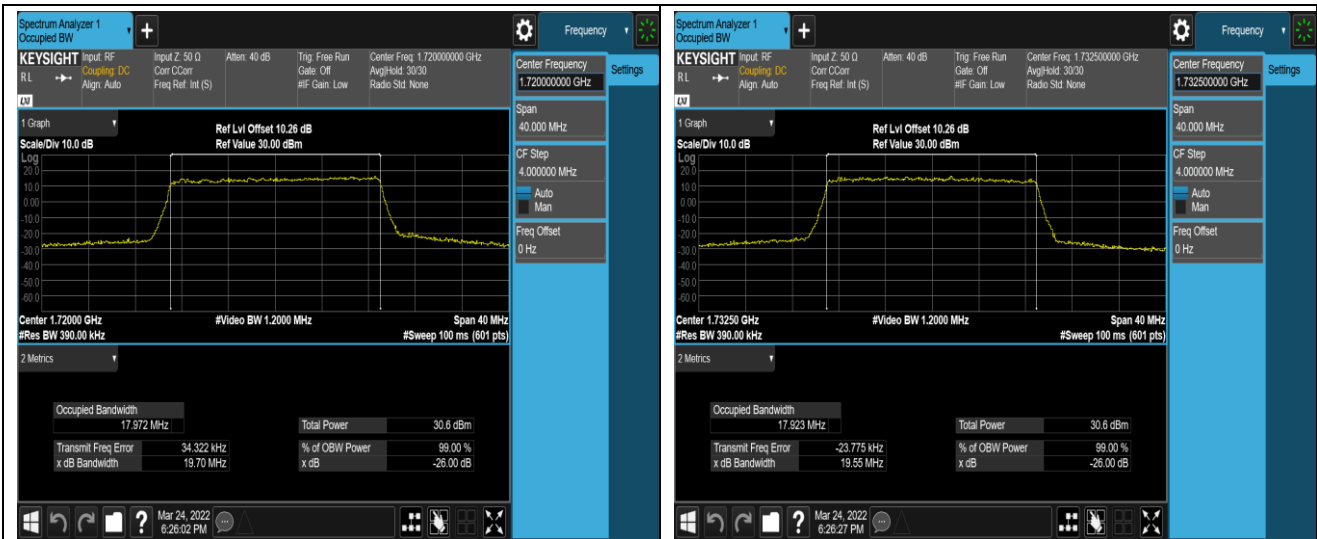 Spectrum Analyzer 1
Occupied BW
Frequency
KEYSIGHT
Input: RF
Coupling: DC
Align: Auto
Input Z: 50 Ω
Corr CCorr
Freq Ref: Int (S)
Atten: 40 dB
Trig: Free Run
Gate: Off
#IF Gain: Low
Center Freq: 1.720000000 GHz
Avg|Hold: 30/30
Radio Std: None
R L
LXI
Center Frequency
1.720000000 GHz
Settings
Span
40.000 MHz
CF Step
4.000000 MHz
Auto
Man
Freq Offset
0 Hz
1 Graph
Ref Lvl Offset 10.26 dB
Scale/Div 10.0 dB
Ref Value 30.00 dBm
Log
20.0
10.0
0.00
-10.0
-20.0
-30.0
-40.0
-50.0
-60.0
Center 1.72000 GHz
#Video BW 1.2000 MHz
Span 40 MHz
#Res BW 390.00 kHz
#Sweep 100 ms (601 pts)
2 Metrics
Occupied Bandwidth
17.972 MHz
Total Power 30.6 dBm
Transmit Freq Error 34.322 kHz
% of OBW Power 99.00 %
x dB Bandwidth 19.70 MHz
x dB -26.00 dB
?
Mar 24, 2022
6:26:02 PM
Spectrum Analyzer 1
Occupied BW
Frequency
KEYSIGHT
Input: RF
Coupling: DC
Align: Auto
Input Z: 50 Ω
Corr CCorr
Freq Ref: Int (S)
Atten: 40 dB
Trig: Free Run
Gate: Off
#IF Gain: Low
Center Freq: 1.732500000 GHz
Avg|Hold: 30/30
Radio Std: None
R L
LXI
Center Frequency
1.732500000 GHz
Settings
Span
40.000 MHz
CF Step
4.000000 MHz
Auto
Man
Freq Offset
0 Hz
1 Graph
Ref Lvl Offset 10.26 dB
Scale/Div 10.0 dB
Ref Value 30.00 dBm
Log
20.0
10.0
0.00
-10.0
-20.0
-30.0
-40.0
-50.0
-60.0
Center 1.73250 GHz
#Video BW 1.2000 MHz
Span 40 MHz
#Res BW 390.00 kHz
#Sweep 100 ms (601 pts)
2 Metrics
Occupied Bandwidth
17.923 MHz
Total Power 30.6 dBm
Transmit Freq Error -23.775 kHz
% of OBW Power 99.00 %
x dB Bandwidth 19.55 MHz
x dB -26.00 dB
?
Mar 24, 2022
6:26:27 PM